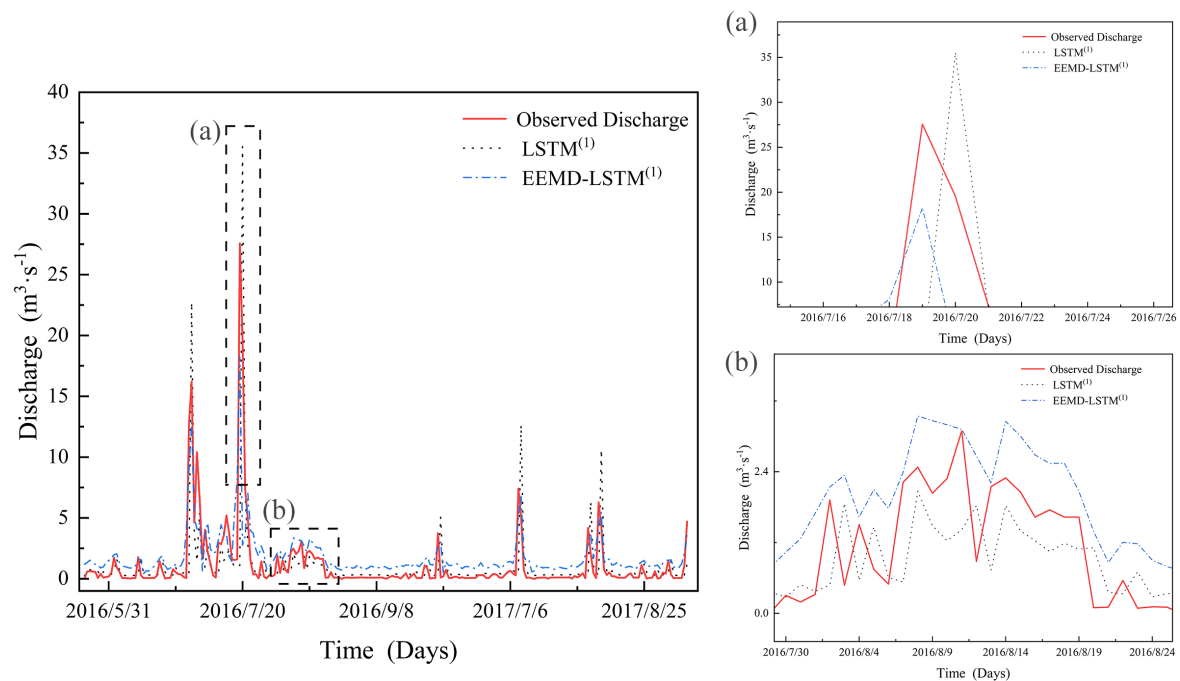 (a)
Observed Discharge
LSTM(1)
EEMD-LSTM(1)
40
35
30
25
20
15
10
5
0
Discharge (m³·s⁻¹)
(b)
2016/5/31
2016/7/20
2016/9/8
2017/7/6
2017/8/25
Time (Days)
(a)
Observed Discharge
LSTM(1)
EEMD-LSTM(1)
35
30
25
20
15
10
Discharge (m³·s⁻¹)
2016/7/16
2016/7/18
2016/7/20
2016/7/22
2016/7/24
2016/7/26
Time (Days)
(b)
Observed Discharge
LSTM(1)
EEMD-LSTM(1)
2.4
0.0
Discharge (m³·s⁻¹)
2016/7/30
2016/8/4
2016/8/9
2016/8/14
2016/8/19
2016/8/24
Time (Days)